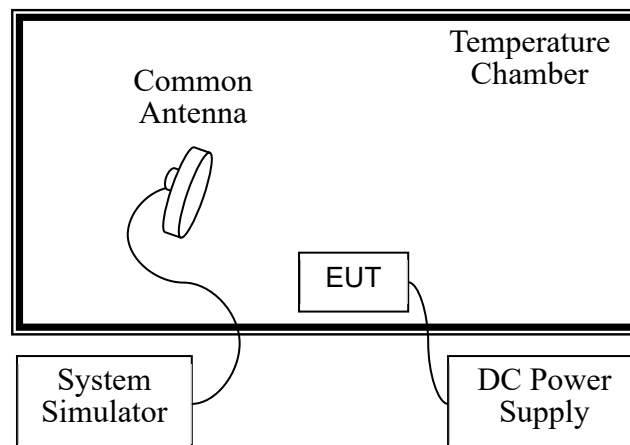 Temperature
Chamber
Common
Antenna
EUT
System
Simulator
DC Power
Supply